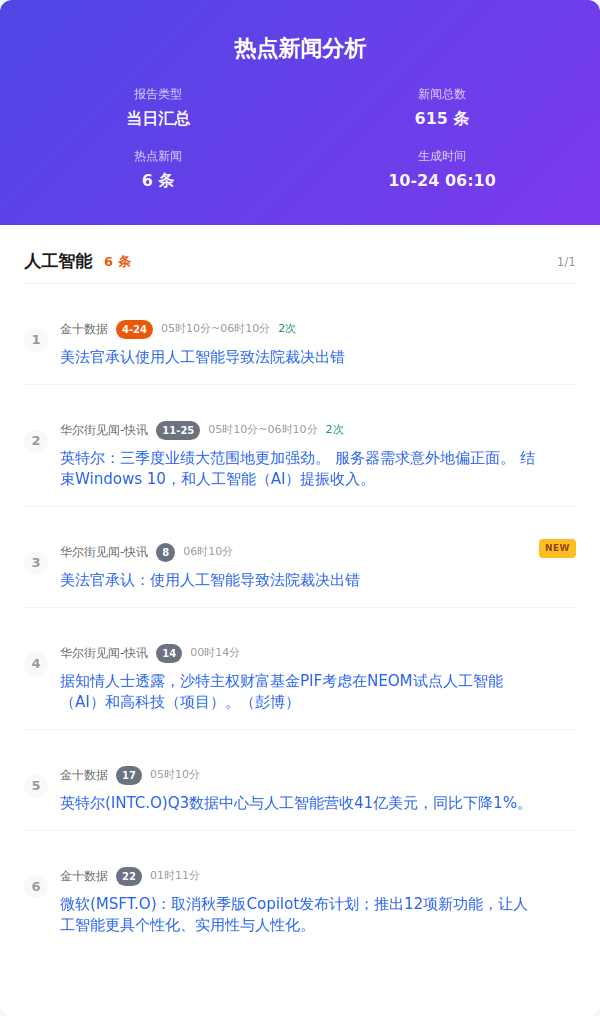 热点新闻分析
报告类型
新闻总数
当日汇总
615 条
热点新闻
生成时间
6 条
10-24 06:10
人工智能 6 条 1/1
1
金十数据 4-24 05时10分~06时10分 2次
美法官承认使用人工智能导致法院裁决出错
2
华尔街见闻-快讯 11-25 05时10分~06时10分 2次
英特尔：三季度业绩大范围地更加强劲。 服务器需求意外地偏正面。 结
束Windows 10，和人工智能（AI）提振收入。
3
华尔街见闻-快讯 8 06时10分 NEW
美法官承认：使用人工智能导致法院裁决出错
4
华尔街见闻-快讯 14 00时14分
据知情人士透露，沙特主权财富基金PIF考虑在NEOM试点人工智能
（AI）和高科技（项目）。（彭博）
5
金十数据 17 05时10分
英特尔(INTC.O)Q3数据中心与人工智能营收41亿美元，同比下降1%。
6
金十数据 22 01时11分
微软(MSFT.O)：取消秋季版Copilot发布计划；推出12项新功能，让人
工智能更具个性化、实用性与人性化。